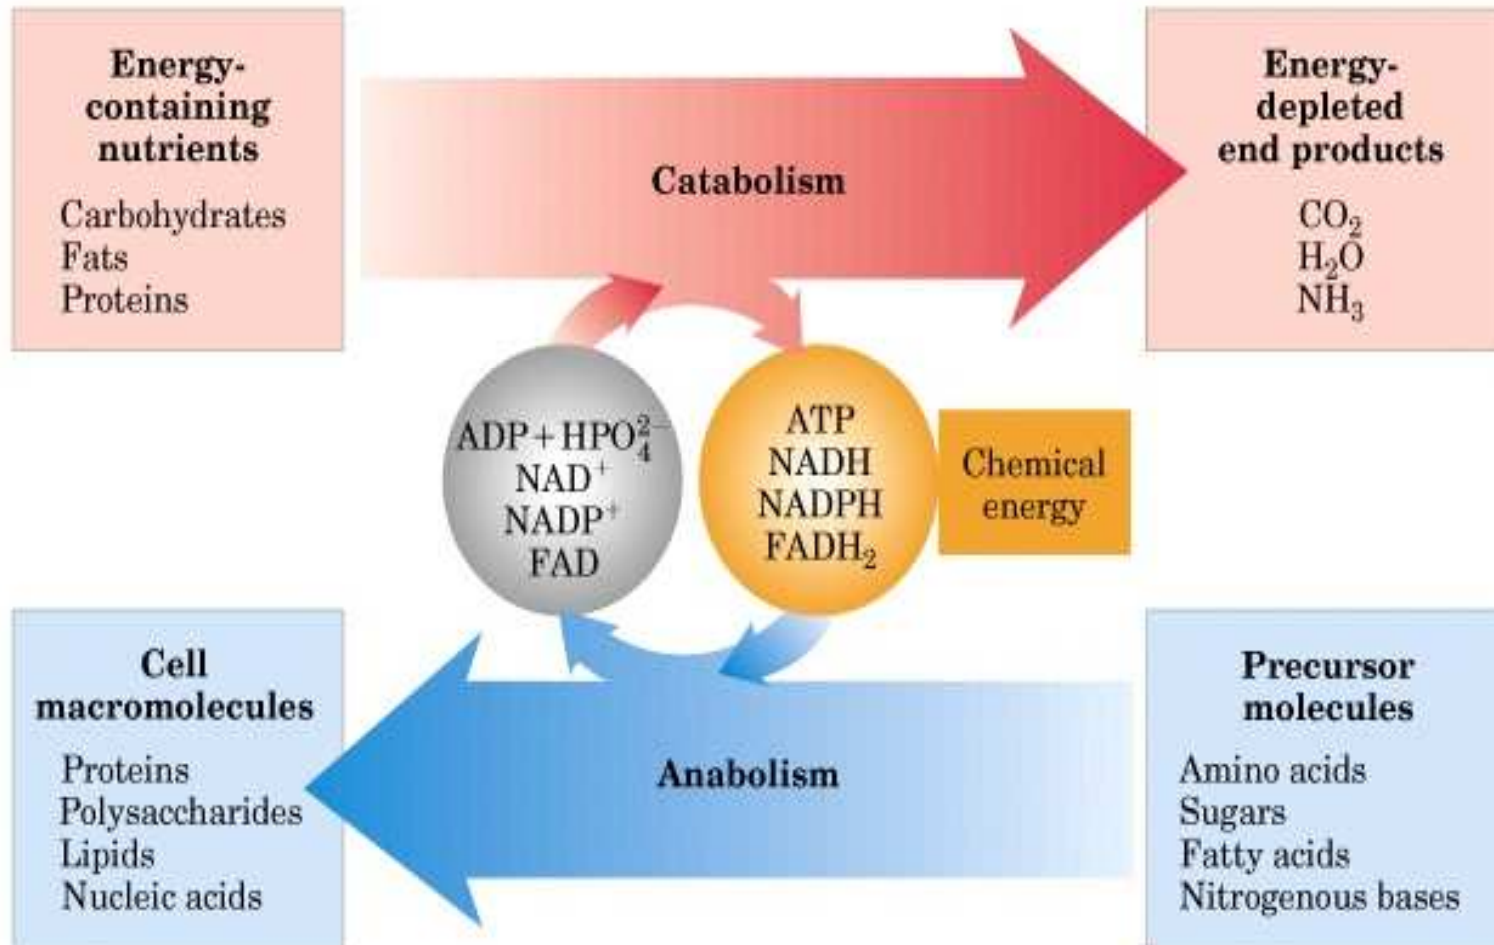 Energy-
containing
nutrients
Carbohydrates
Fats
Proteins
Catabolism
Energy-
depleted
end products
CO₂
H₂O
NH₃
ADP + HPO₄²⁻
NAD⁺
NADP⁺
FAD
ATP
NADH
NADPH
FADH₂
Chemical
energy
Cell
macromolecules
Proteins
Polysaccharides
Lipids
Nucleic acids
Anabolism
Precursor
molecules
Amino acids
Sugars
Fatty acids
Nitrogenous bases